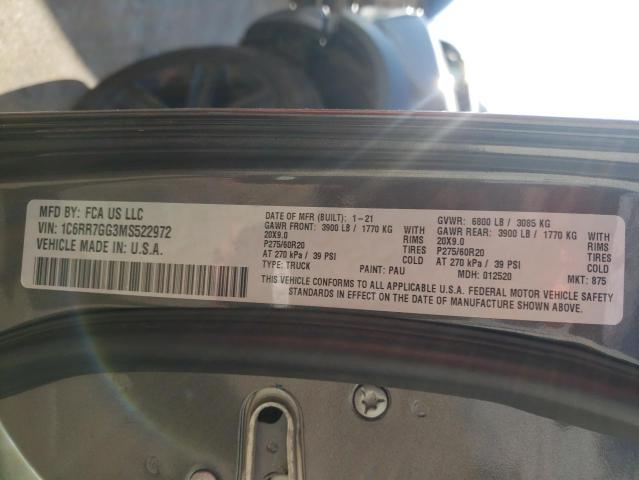 MFD BY: FCA US LLC
VIN: 1C6RR7GG3MS522972
VEHICLE MADE IN: U.S.A.
DATE OF MFR (BUILT): 1-21
GAWR FRONT: 3900 LB / 1770 KG WITH
20X9.0 RIMS
P275/60R20 TIRES
AT 270 kPa / 39 PSI COLD
TYPE: TRUCK PAINT: PAU
GVWR: 6800 LB / 3085 KG
GAWR REAR: 3900 LB / 1770 KG WITH
20X9.0 RIMS
P275/60R20 TIRES
AT 270 kPa / 39 PSI COLD
MDH: 012520 MKT: 875
THIS VEHICLE CONFORMS TO ALL APPLICABLE U.S.A. FEDERAL MOTOR VEHICLE SAFETY
STANDARDS IN EFFECT ON THE DATE OF MANUFACTURE SHOWN ABOVE.